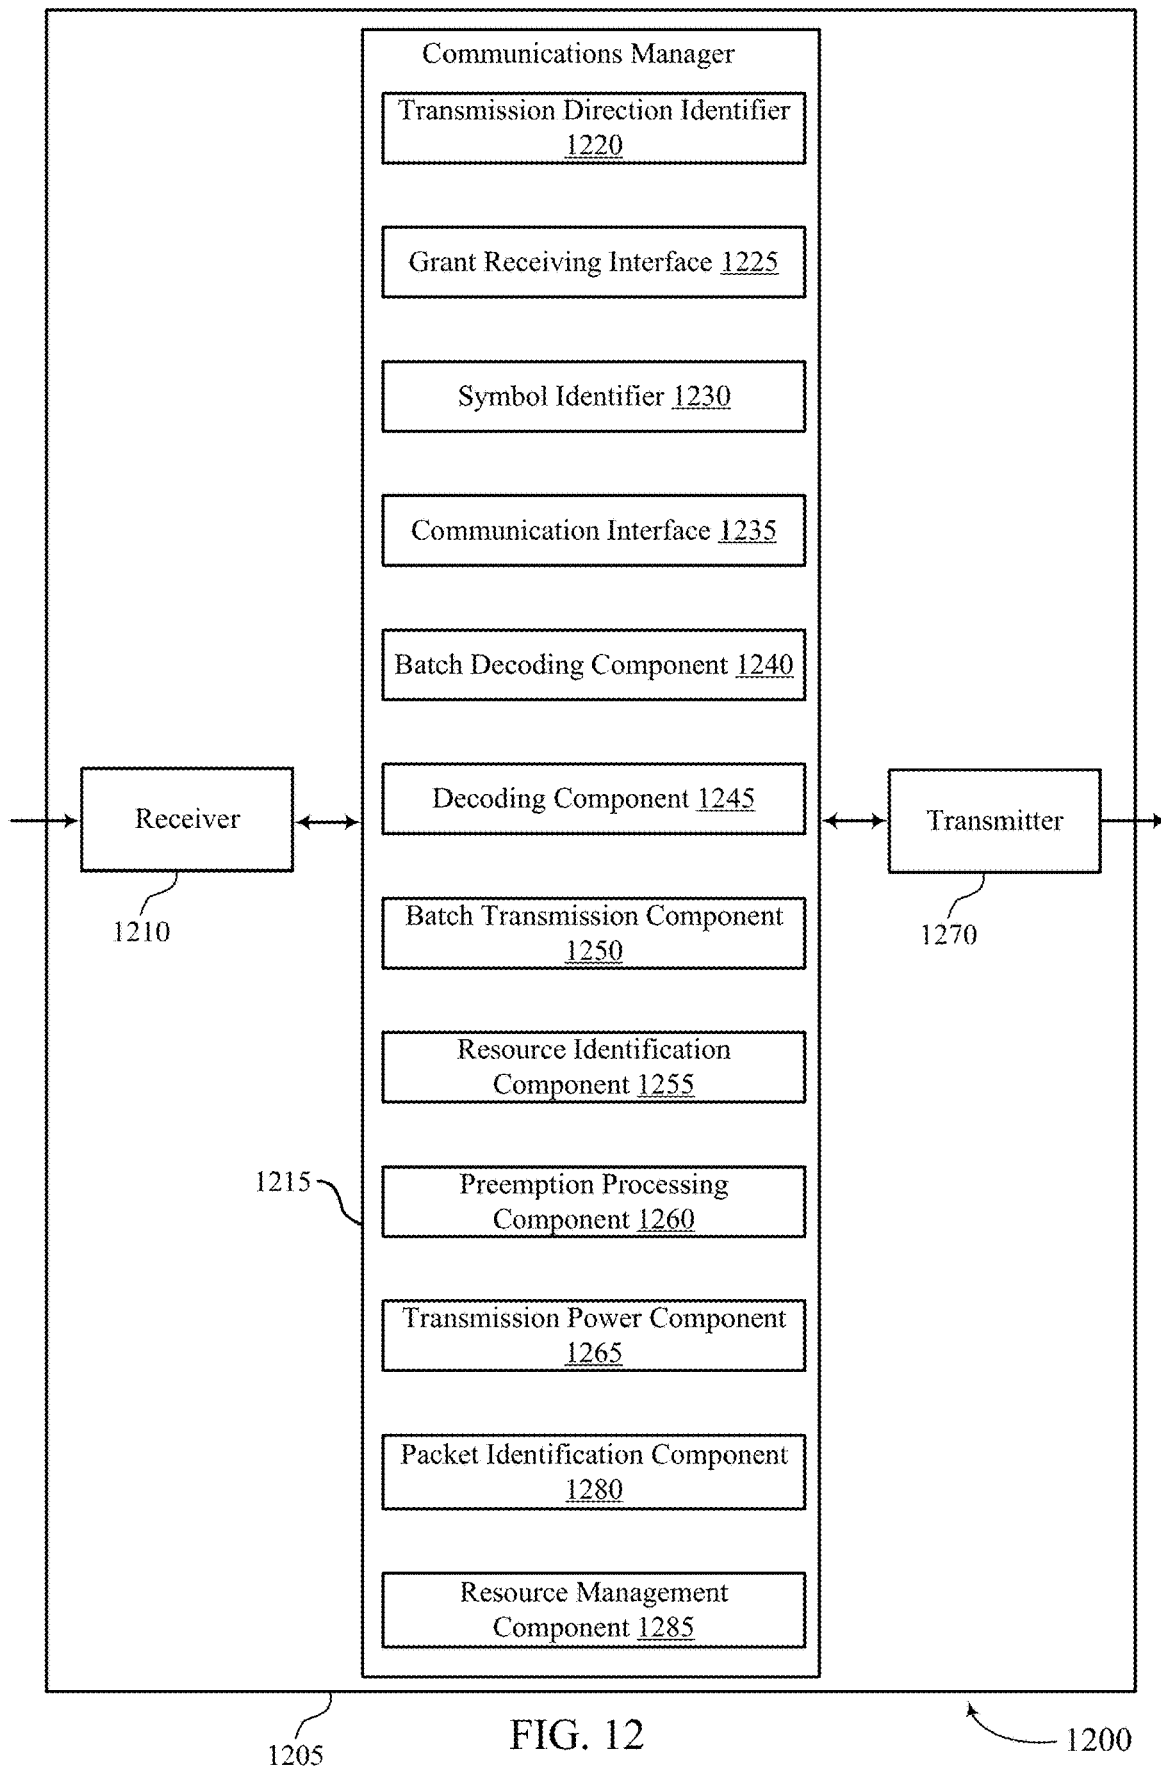 Communications Manager
Transmission Direction Identifier
1220
Grant Receiving Interface 1225
Symbol Identifier 1230
Communication Interface 1235
Batch Decoding Component 1240
Decoding Component 1245
Receiver
Transmitter
1210
1270
Batch Transmission Component
1250
Resource Identification
Component 1255
1215
Preemption Processing
Component 1260
Transmission Power Component
1265
Packet Identification Component
1280
Resource Management
Component 1285
1205
FIG. 12
1200